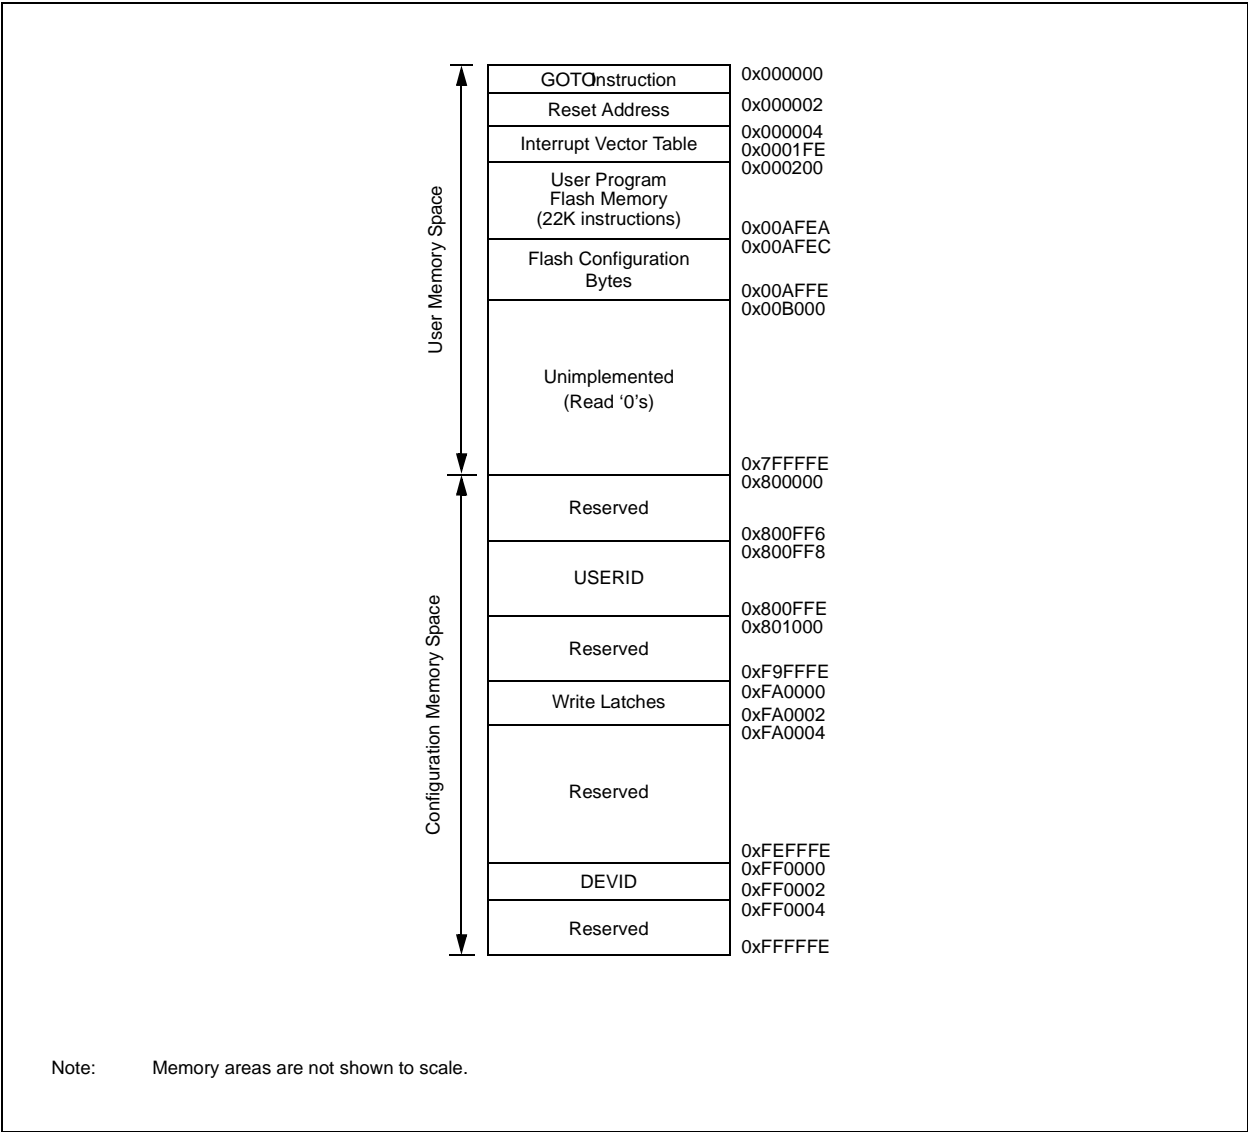 GOTO Instruction
0x000000
Reset Address
0x000002
Interrupt Vector Table
0x000004
0x0001FE
User Program
Flash Memory
(22K instructions)
0x000200
0x00AFEA
Flash Configuration
Bytes
0x00AFEC
0x00AFFE
Unimplemented
(Read ‘0’s)
0x00B000
0x7FFFFE
User Memory Space
Reserved
0x800000
0x800FF6
USERID
0x800FF8
0x800FFE
Reserved
0x801000
0xF9FFFE
Write Latches
0xFA0000
0xFA0002
Reserved
0xFA0004
0xFEFFFE
DEVID
0xFF0000
0xFF0002
Reserved
0xFF0004
0xFFFFFE
Configuration Memory Space
Note: Memory areas are not shown to scale.